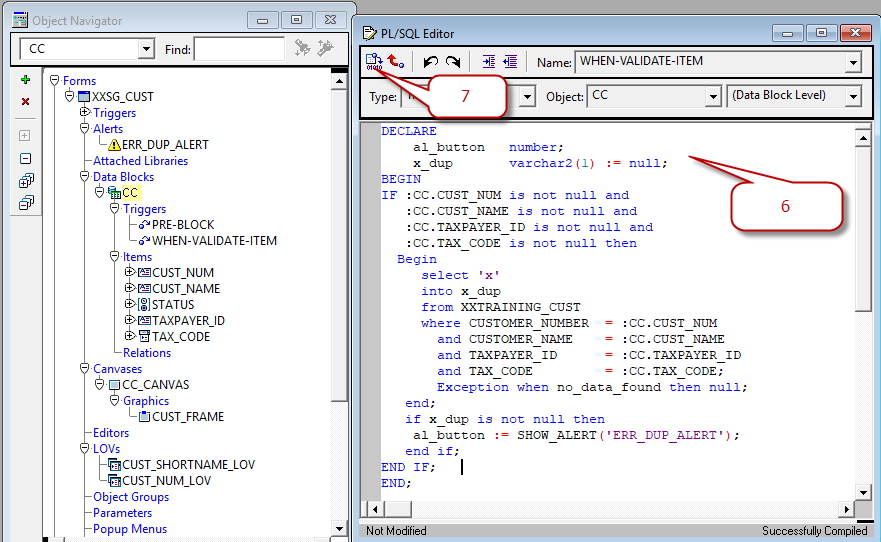 Object Navigator
CC
Find:
Forms
XXSG_CUST
Triggers
Alerts
ERR_DUP_ALERT
Attached Libraries
Data Blocks
CC
Triggers
PRE-BLOCK
WHEN-VALIDATE-ITEM
Items
CUST_NUM
CUST_NAME
STATUS
TAXPAYER_ID
TAX_CODE
Relations
Canvases
CC_CANVAS
Graphics
CUST_FRAME
Editors
LOVs
CUST_SHORTNAME_LOV
CUST_NUM_LOV
Object Groups
Parameters
Popup Menus
PL/SQL Editor
Name: WHEN-VALIDATE-ITEM
Type: Object: CC (Data Block Level)
7
DECLARE
al_button number;
x_dup varchar2(1) := null;
BEGIN
IF :CC.CUST_NUM is not null and
:CC.CUST_NAME is not null and
:CC.TAXPAYER_ID is not null and
:CC.TAX_CODE is not null then
Begin
select 'x'
into x_dup
from XXTRAINING_CUST
where CUSTOMER_NUMBER = :CC.CUST_NUM
and CUSTOMER_NAME = :CC.CUST_NAME
and TAXPAYER_ID = :CC.TAXPAYER_ID
and TAX_CODE = :CC.TAX_CODE;
Exception when no_data_found then null;
end;
if x_dup is not null then
al_button := SHOW_ALERT('ERR_DUP_ALERT');
end if;
END IF;
END;
6
Not Modified
Successfully Compiled